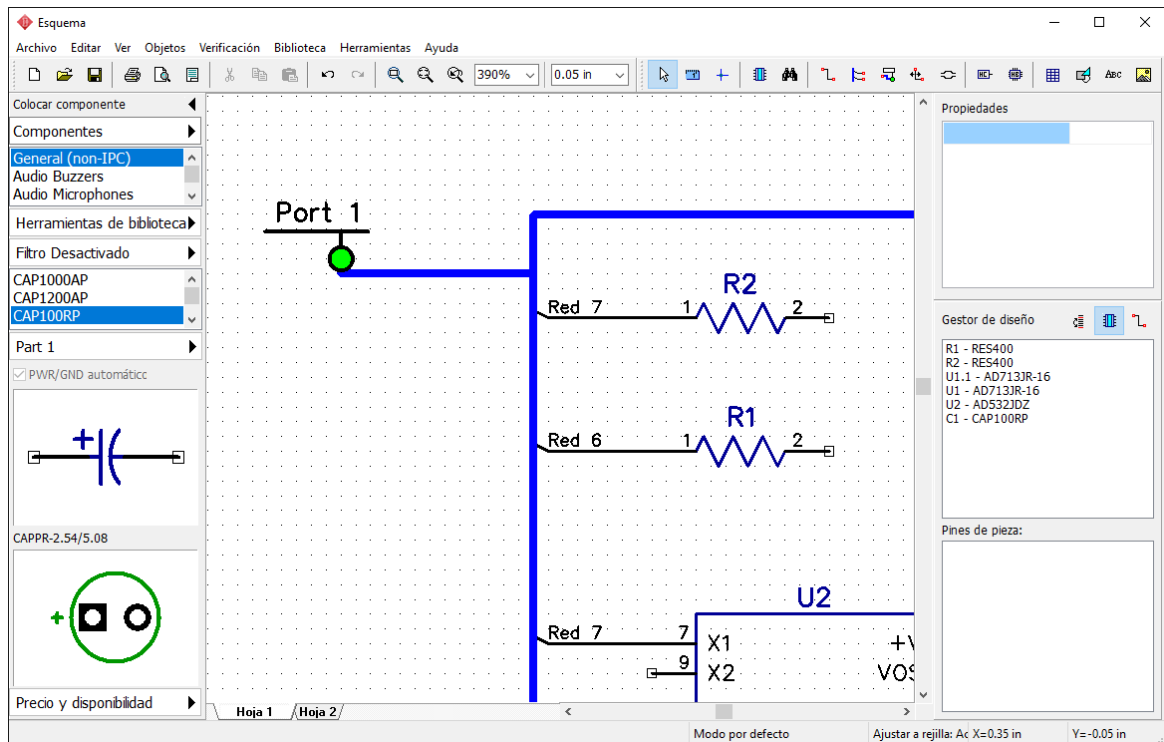 Esquema
Archivo Editar Ver Objetos Verificación Biblioteca Herramientas Ayuda
390% 0.05 in ABC
Colocar componente
Componentes
General (non-IPC)
Audio Buzzers
Audio Microphones
Herramientas de biblioteca
Filtro Desactivado
CAP1000AP
CAP1200AP
CAP100RP
Part 1
PWR/GND automáticc
+
CAPPR-2.54/5.08
+
Precio y disponibilidad
Port 1
R2
Red 7 1 2
R1
Red 6 1 2
U2
Red 7 7 X1 +V
9 X2 VOS
Hoja 1 Hoja 2
Propiedades
Gestor de diseño
R1 - RES400
R2 - RES400
U1.1 - AD713JR-16
U1 - AD713JR-16
U2 - AD532JDZ
C1 - CAP100RP
Pines de pieza:
Modo por defecto Ajustar a rejilla: Ac X=0.35 in Y=-0.05 in